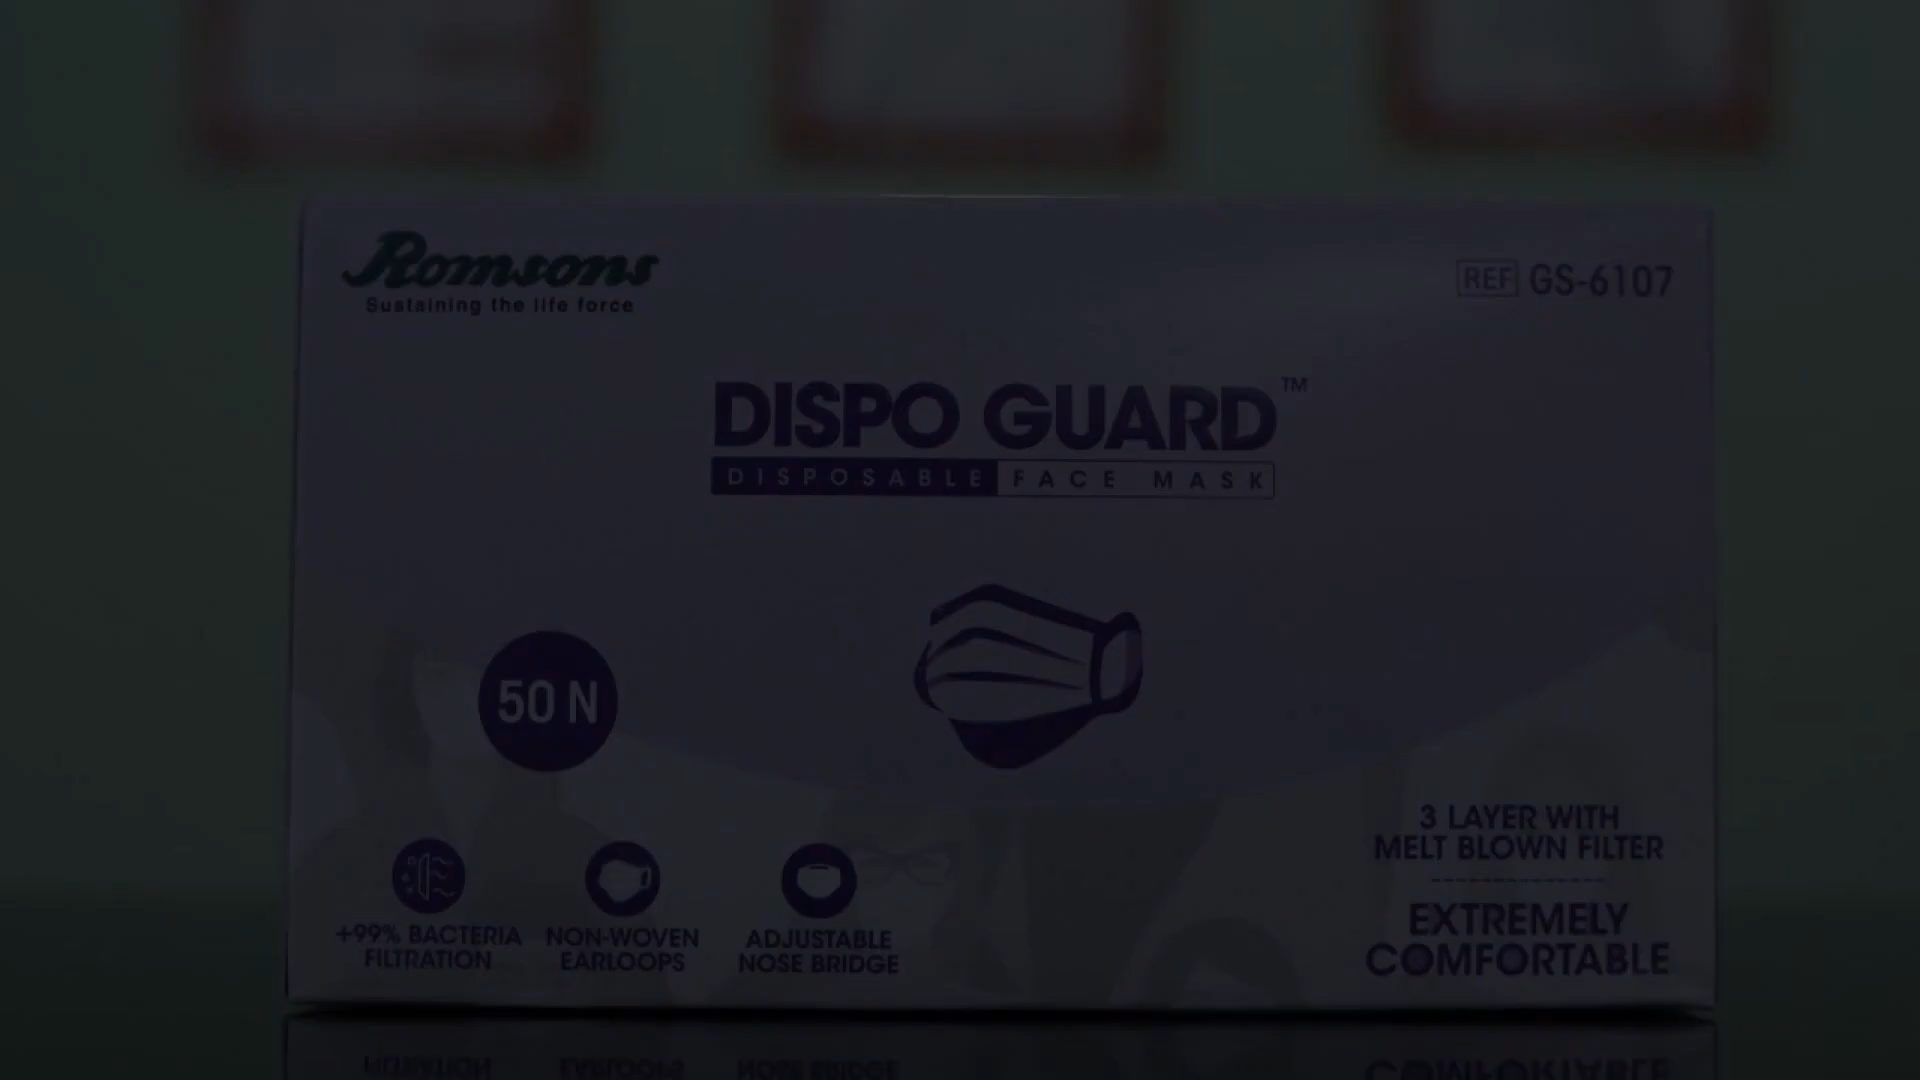 Romsons
Sustaining the life force
REF GS-6107
DISPO GUARD™
DISPOSABLE FACE MASK
50 N
+99% BACTERIA
FILTRATION
NON-WOVEN
EARLOOPS
ADJUSTABLE
NOSE BRIDGE
3 LAYER WITH
MELT BLOWN FILTER
EXTREMELY
COMFORTABLE